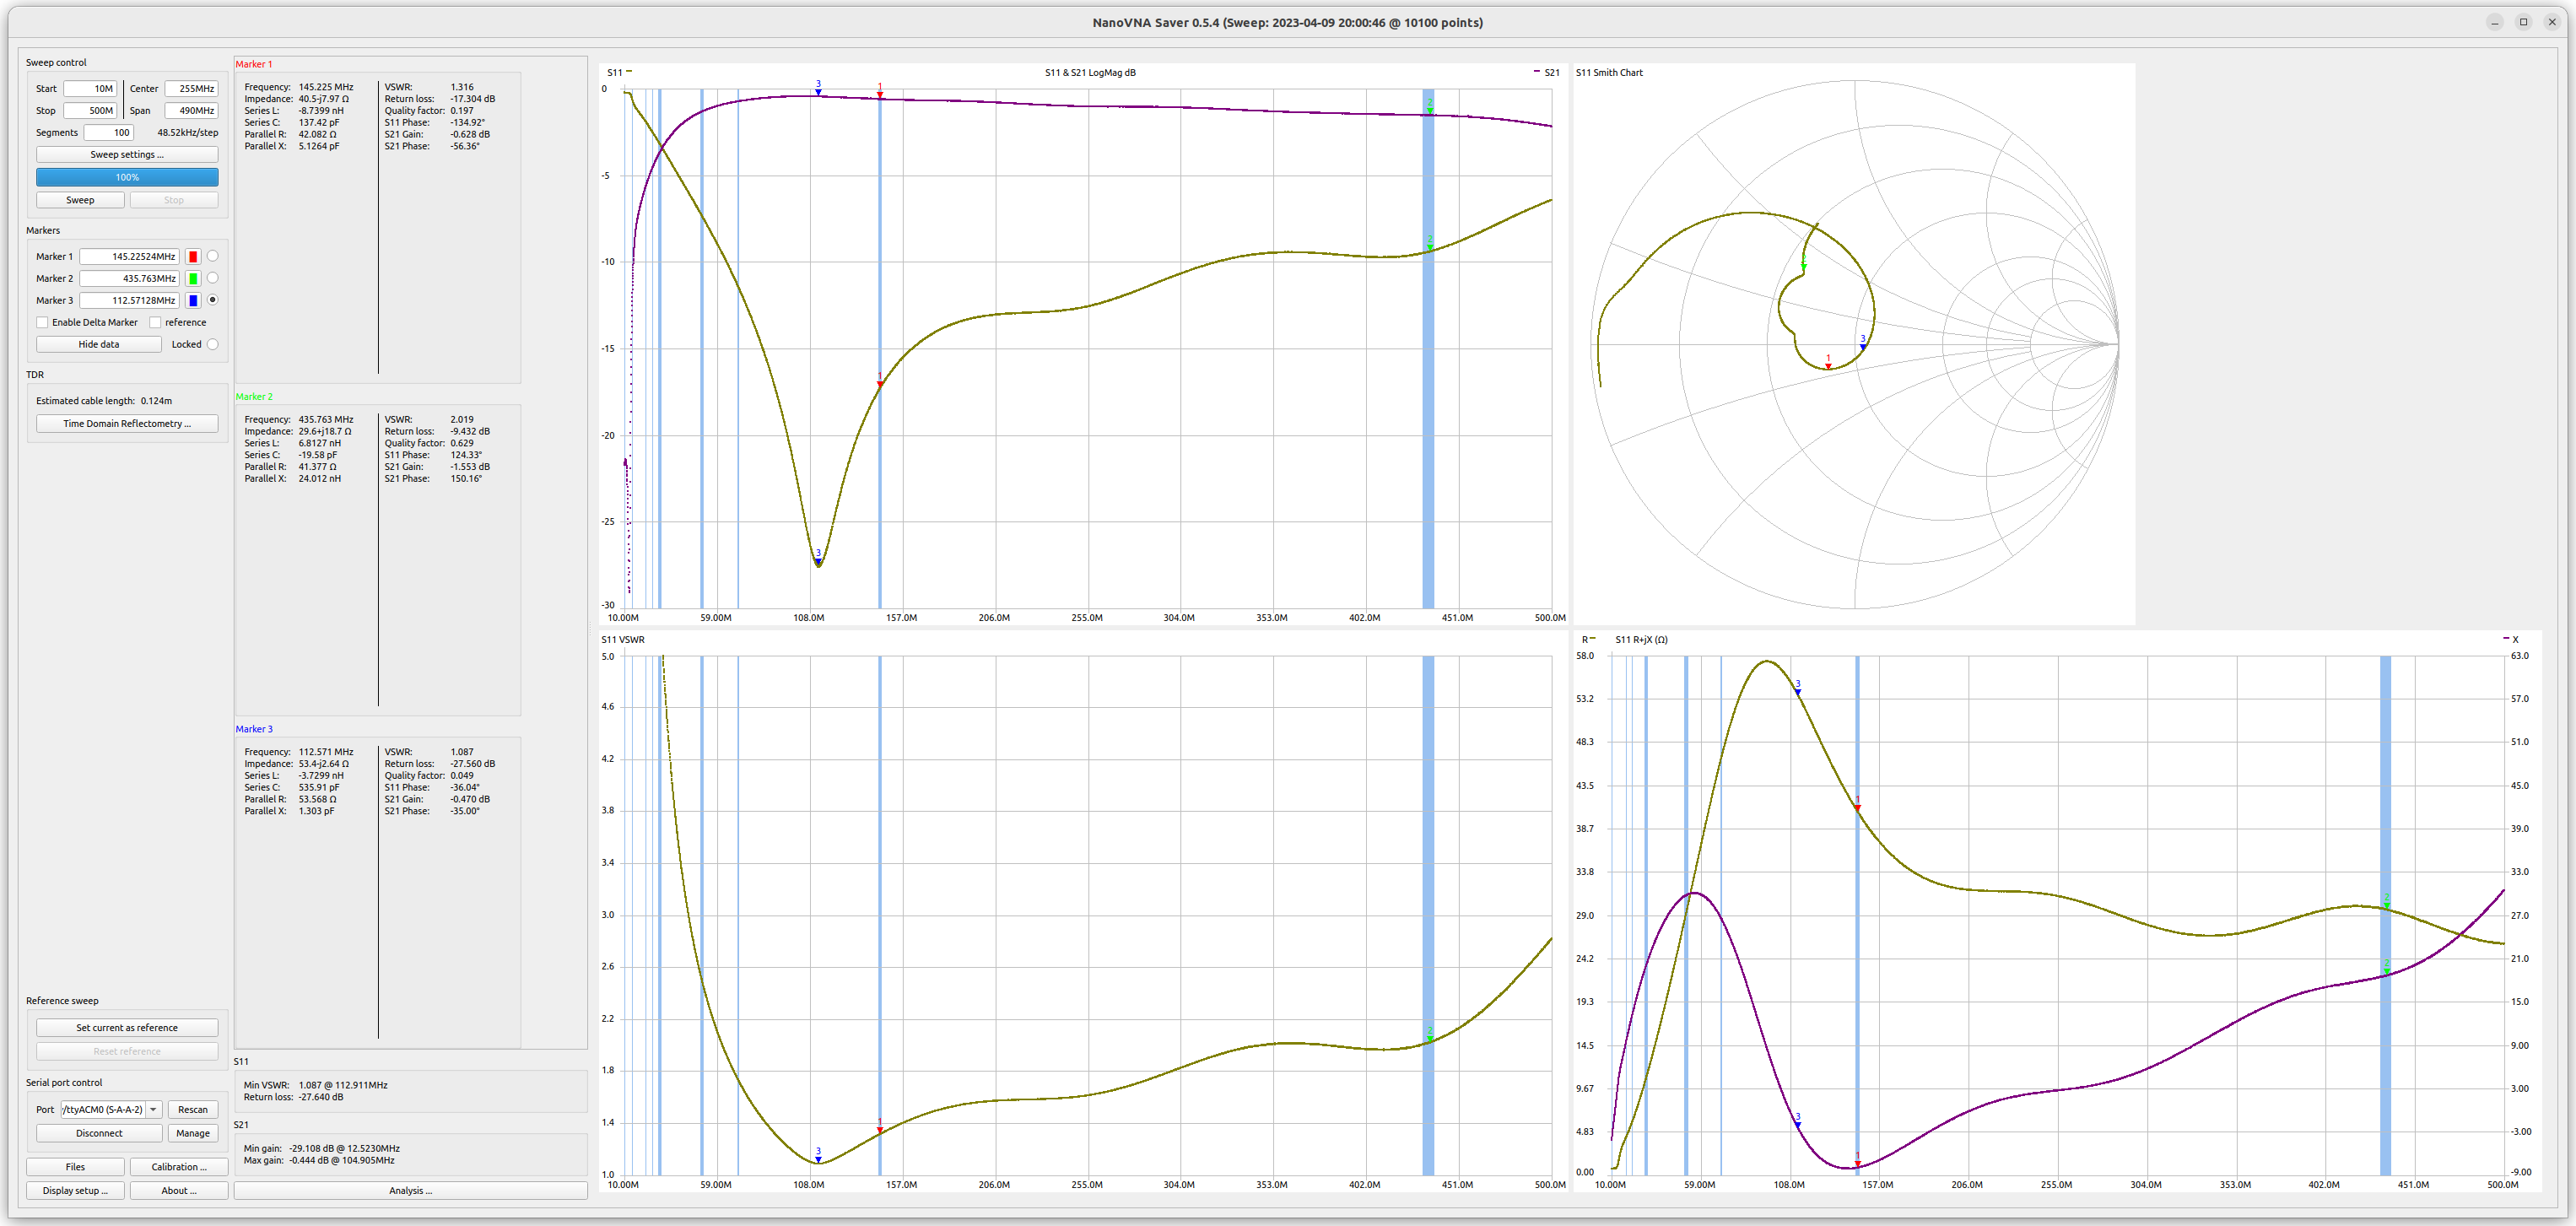 NanoVNA Saver 0.5.4 (Sweep: 2023-04-09 20:00:46 @ 10100 points)
Sweep control
Start 10M Center 255MHz
Stop 500M Span 490MHz
Segments 100 48.52kHz/step
Sweep settings ...
100%
Sweep Stop
Markers
Marker 1 145.22524MHz
Marker 2 435.763MHz
Marker 3 112.57128MHz
Enable Delta Marker reference
Hide data Locked
TDR
Estimated cable length: 0.124m
Time Domain Reflectometry ...
Reference sweep
Set current as reference
Reset reference
Serial port control
Port /ttyACM0 (S-A-A-2) Rescan
Disconnect Manage
Files Calibration ...
Display setup ... About ...
Marker 1
Frequency: 145.225 MHz VSWR: 1.316
Impedance: 40.5-j7.97 Ω Return loss: -17.304 dB
Series L: -8.7399 nH Quality factor: 0.197
Series C: 137.42 pF S11 Phase: -134.92°
Parallel R: 42.082 Ω S21 Gain: -0.628 dB
Parallel X: 5.1264 pF S21 Phase: -56.36°
Marker 2
Frequency: 435.763 MHz VSWR: 2.019
Impedance: 29.6+j18.7 Ω Return loss: -9.432 dB
Series L: 6.8127 nH Quality factor: 0.629
Series C: -19.58 pF S11 Phase: 124.33°
Parallel R: 41.377 Ω S21 Gain: -1.553 dB
Parallel X: 24.012 nH S21 Phase: 150.16°
Marker 3
Frequency: 112.571 MHz VSWR: 1.087
Impedance: 53.4-j2.64 Ω Return loss: -27.560 dB
Series L: -3.7299 nH Quality factor: 0.049
Series C: 535.91 pF S11 Phase: -36.04°
Parallel R: 53.568 Ω S21 Gain: -0.470 dB
Parallel X: 1.303 pF S21 Phase: -35.00°
S11
Min VSWR: 1.087 @ 112.911MHz
Return loss: -27.640 dB
S21
Min gain: -29.108 dB @ 12.5230MHz
Max gain: -0.444 dB @ 104.905MHz
Analysis ...
S11 S11 & S21 LogMag dB S21
0
-5
-10
-15
-20
-25
-30
3 1 2
2
1
3
10.00M 59.00M 108.0M 157.0M 206.0M 255.0M 304.0M 353.0M 402.0M 451.0M 500.0M
S11 Smith Chart
3
1
S11 VSWR
5.0
4.6
4.2
3.8
3.4
3.0
2.6
2.2
1.8
1.4
1.0
2
1
3
10.00M 59.00M 108.0M 157.0M 206.0M 255.0M 304.0M 353.0M 402.0M 451.0M 500.0M
R S11 R+jX (Ω) X
58.0 63.0
53.2 57.0
48.3 51.0
43.5 45.0
38.7 39.0
33.8 33.0
29.0 27.0
24.2 21.0
19.3 15.0
14.5 9.00
9.67 3.00
4.83 -3.00
0.00 -9.00
3
1
2
2
3
1
10.00M 59.00M 108.0M 157.0M 206.0M 255.0M 304.0M 353.0M 402.0M 451.0M 500.0M